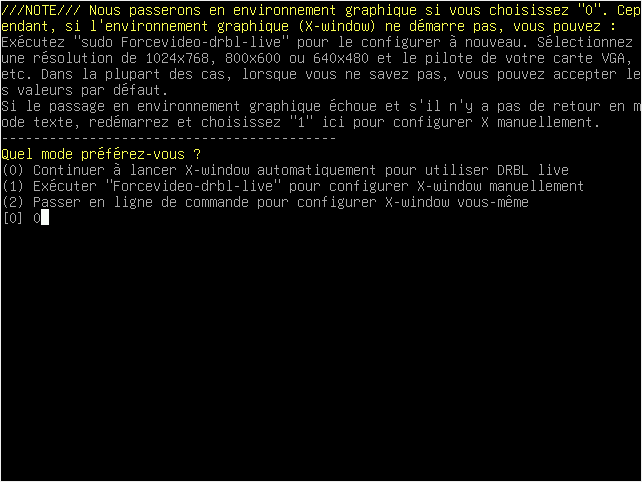 ///NOTE/// Nous passerons en environnement graphique si vous choisissez "0". Cep
endant, si l'environnement graphique (X-window) ne démarre pas, vous pouvez :
Exécutez "sudo Forcevideo-drbl-live" pour le configurer à nouveau. Sélectionnez
une résolution de 1024x768, 800x600 ou 640x480 et le pilote de votre carte VGA,
etc. Dans la plupart des cas, lorsque vous ne savez pas, vous pouvez accepter le
s valeurs par défaut.
Si le passage en environnement graphique échoue et s'il n'y a pas de retour en m
ode texte, redémarrez et choisissez "1" ici pour configurer X manuellement.
------------------------------------------
Quel mode préférez-vous ?
(0) Continuer à lancer X-window automatiquement pour utiliser DRBL live
(1) Exécuter "Forcevideo-drbl-live" pour configurer X-window manuellement
(2) Passer en ligne de commande pour configurer X-window vous-même
[0] 0